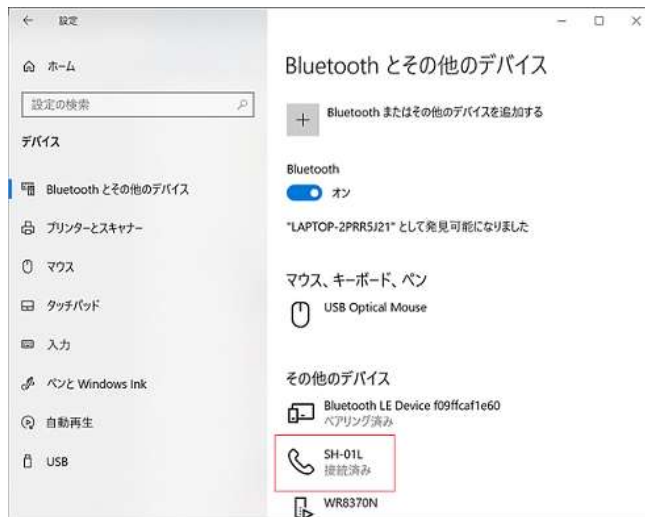 設定
ホーム
設定の検索
デバイス
Bluetooth とその他のデバイス
プリンターとスキャナー
マウス
タッチパッド
入力
ペンと Windows Ink
自動再生
USB
Bluetooth とその他のデバイス
Bluetooth またはその他のデバイスを追加する
Bluetooth
オン
"LAPTOP-2PRR5J21" として発見可能になりました
マウス、キーボード、ペン
USB Optical Mouse
その他のデバイス
Bluetooth LE Device f09ffcaf1e60
ペアリング済み
SH-01L
接続済み
WR8370N